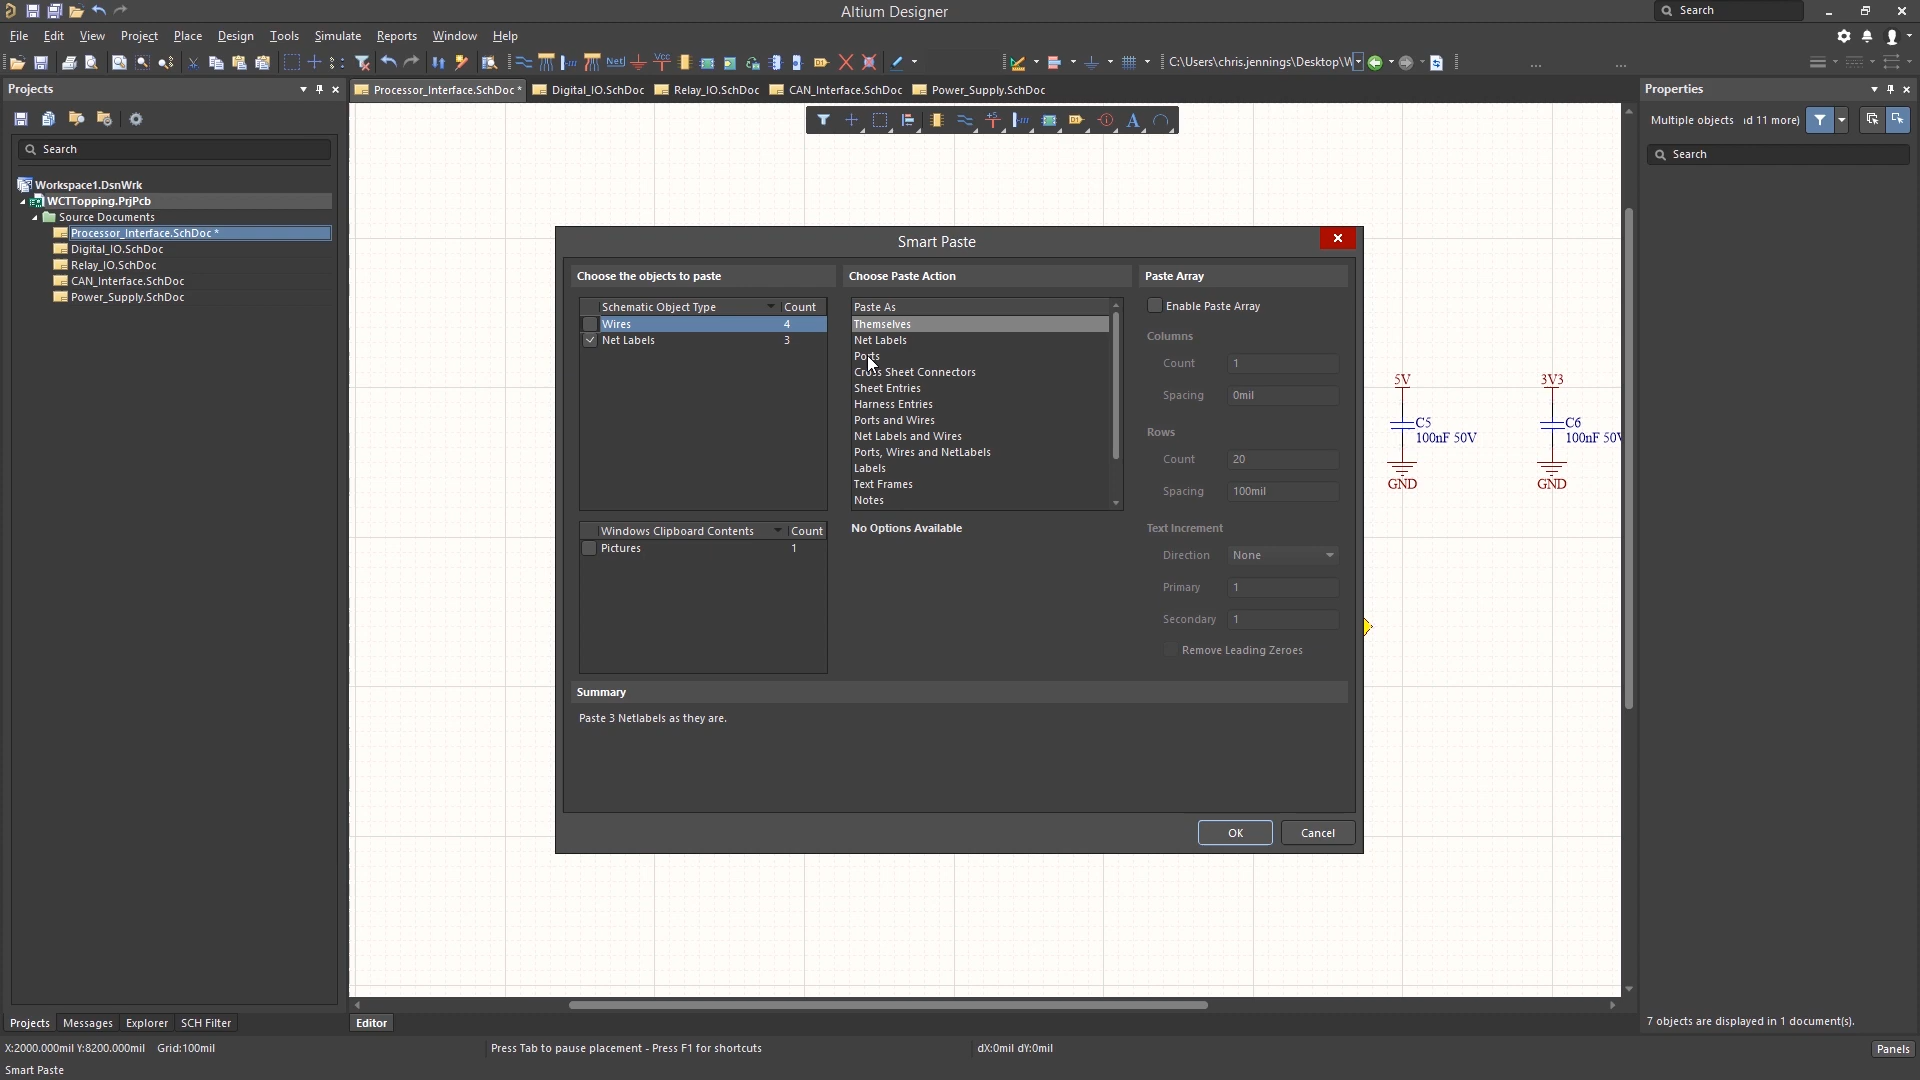 Altium Designer
Search
File Edit View Project Place Design Tools Simulate Reports Window Help
Net
Vcc
C:\Users\chris.jennings\Desktop\W
Projects
Processor_Interface.SchDoc * Digital_IO.SchDoc Relay_IO.SchDoc CAN_Interface.SchDoc Power_Supply.SchDoc
Properties
Multiple objects
1d 11 more)
Search
Search
Workspace1.DsnWrk
WCTTopping.PrjPcb
Source Documents
Processor_Interface.SchDoc *
Digital_IO.SchDoc
Relay_IO.SchDoc
CAN_Interface.SchDoc
Power_Supply.SchDoc
Smart Paste
Choose the objects to paste
Schematic Object Type Count
Wires 4
Net Labels 3
Windows Clipboard Contents Count
Pictures 1
Choose Paste Action
Paste As
Themselves
Net Labels
Ports
Cross Sheet Connectors
Sheet Entries
Harness Entries
Ports and Wires
Net Labels and Wires
Ports, Wires and NetLabels
Labels
Text Frames
Notes
No Options Available
Paste Array
Enable Paste Array
Columns
Count 1
Spacing 0mil
Rows
Count 20
Spacing 100mil
Text Increment
Direction None
Primary 1
Secondary 1
Remove Leading Zeroes
Summary
Paste 3 Netlabels as they are.
OK Cancel
5V
C5
100nF 50V
GND
3V3
C6
100nF 50V
GND
Projects Messages Explorer SCH Filter
Editor
7 objects are displayed in 1 document(s).
X:2000.000mil Y:8200.000mil Grid:100mil
Press Tab to pause placement - Press F1 for shortcuts
dX:0mil dY:0mil
Panels
Smart Paste